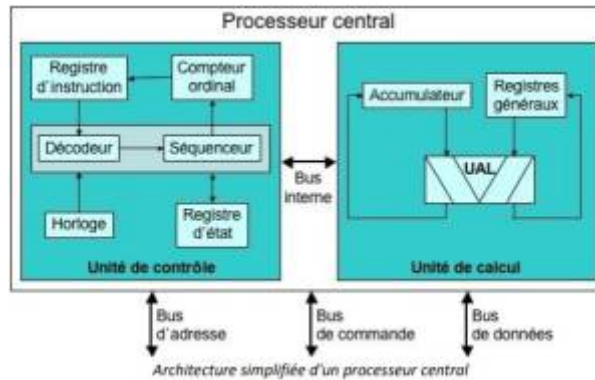 Processeur central
Registre
d'instruction
Compteur
ordinal
Décodeur
Séquenceur
Horloge
Registre
d'état
Unité de contrôle
Bus
interne
Accumulateur
Registres
généraux
UAL
Unité de calcul
Bus
d'adresse
Bus
de commande
Bus
de données
Architecture simplifiée d'un processeur central